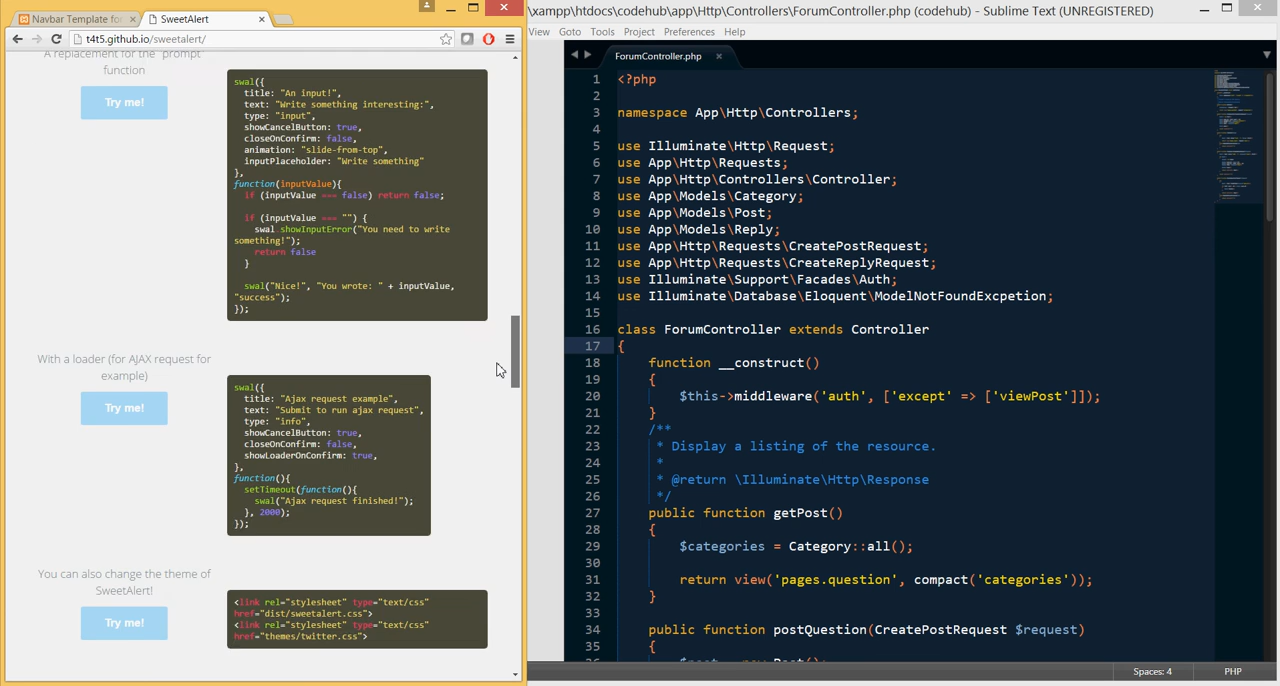 Navbar Template for
SweetAlert
t4t5.github.io/sweetalert/
A replacement for the "prompt"
function
Try me!
swal({
title: "An input!",
text: "Write something interesting:",
type: "input",
showCancelButton: true,
closeOnConfirm: false,
animation: "slide-from-top",
inputPlaceholder: "Write something"
},
function(inputValue){
if (inputValue === false) return false;
if (inputValue === "") {
swal.showInputError("You need to write
something!");
return false
}
swal("Nice!", "You wrote: " + inputValue,
"success");
});
With a loader (for AJAX request for
example)
Try me!
swal({
title: "Ajax request example",
text: "Submit to run ajax request",
type: "info",
showCancelButton: true,
closeOnConfirm: false,
showLoaderOnConfirm: true,
},
function(){
setTimeout(function(){
swal("Ajax request finished!");
}, 2000);
});
You can also change the theme of
SweetAlert!
Try me!
<link rel="stylesheet" type="text/css"
href="dist/sweetalert.css">
<link rel="stylesheet" type="text/css"
href="themes/twitter.css">
\xampp\htdocs\codehub\app\Http\Controllers\ForumController.php (codehub) - Sublime Text (UNREGISTERED)
View Goto Tools Project Preferences Help
ForumController.php
1 <?php
2
3 namespace App\Http\Controllers;
4
5 use Illuminate\Http\Request;
6 use App\Http\Requests;
7 use App\Http\Controllers\Controller;
8 use App\Models\Category;
9 use App\Models\Post;
10 use App\Models\Reply;
11 use App\Http\Requests\CreatePostRequest;
12 use App\Http\Requests\CreateReplyRequest;
13 use Illuminate\Support\Facades\Auth;
14 use Illuminate\Database\Eloquent\ModelNotFoundExcpetion;
15
16 class ForumController extends Controller
17 {
18 function __construct()
19 {
20 $this->middleware('auth', ['except' => ['viewPost']]);
21 }
22 /**
23 * Display a listing of the resource.
24 *
25 * @return \Illuminate\Http\Response
26 */
27 public function getPost()
28 {
29 $categories = Category::all();
30
31 return view('pages.question', compact('categories'));
32 }
33
34 public function postQuestion(CreatePostRequest $request)
35 {
Spaces: 4 PHP